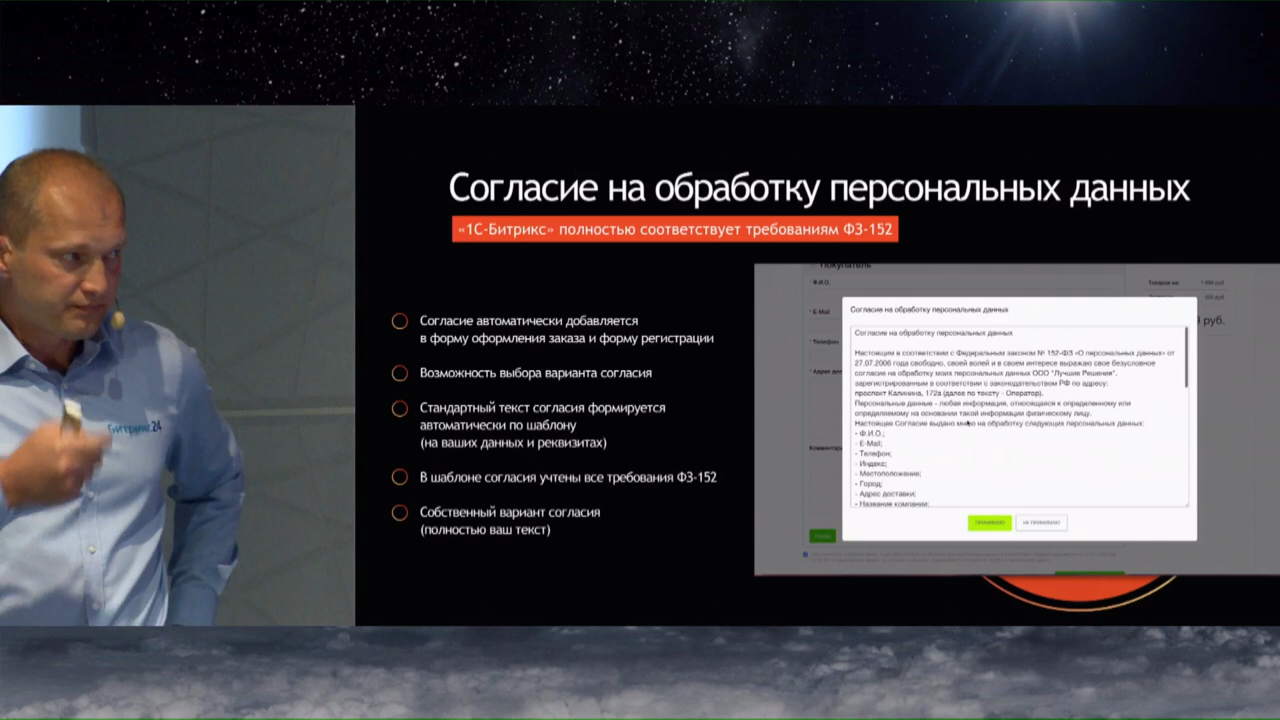 Согласие на обработку персональных данных
«1С-Битрикс» полностью соответствует требованиям ФЗ-152
Согласие автоматически добавляется
в форму оформления заказа и форму регистрации
Возможность выбора варианта согласия
Стандартный текст согласия формируется
автоматически по шаблону
(на ваших данных и реквизитах)
В шаблоне согласия учтены все требования ФЗ-152
Собственный вариант согласия
(полностью ваш текст)
Битрикс24
Покупатель
* Ф.И.О.
* E-Mail
* Телефон
руб.
Согласие на обработку персональных данных
Согласие на обработку персональных данных
Настоящим в соответствии с Федеральным законом № 152-ФЗ «О персональных данных» от
27.07.2006 года свободно, своей волей и в своем интересе выражаю свое безусловное
согласие на обработку моих персональных данных ООО "Лучшие Решения",
зарегистрированным в соответствии с законодательством РФ по адресу:
проспект Калинина, 172а (далее по тексту - Оператор).
Персональные данные - любая информация, относящаяся к определенному или
определяемому на основании такой информации физическому лицу.
Настоящее Согласие выдано мною на обработку следующих персональных данных:
- Ф.И.О.;
- E-Mail;
- Телефон;
- Индекс;
- Местоположение;
- Город;
- Адрес доставки;
- Название компании;
ПРИНИМАЮ
НЕ ПРИНИМАЮ